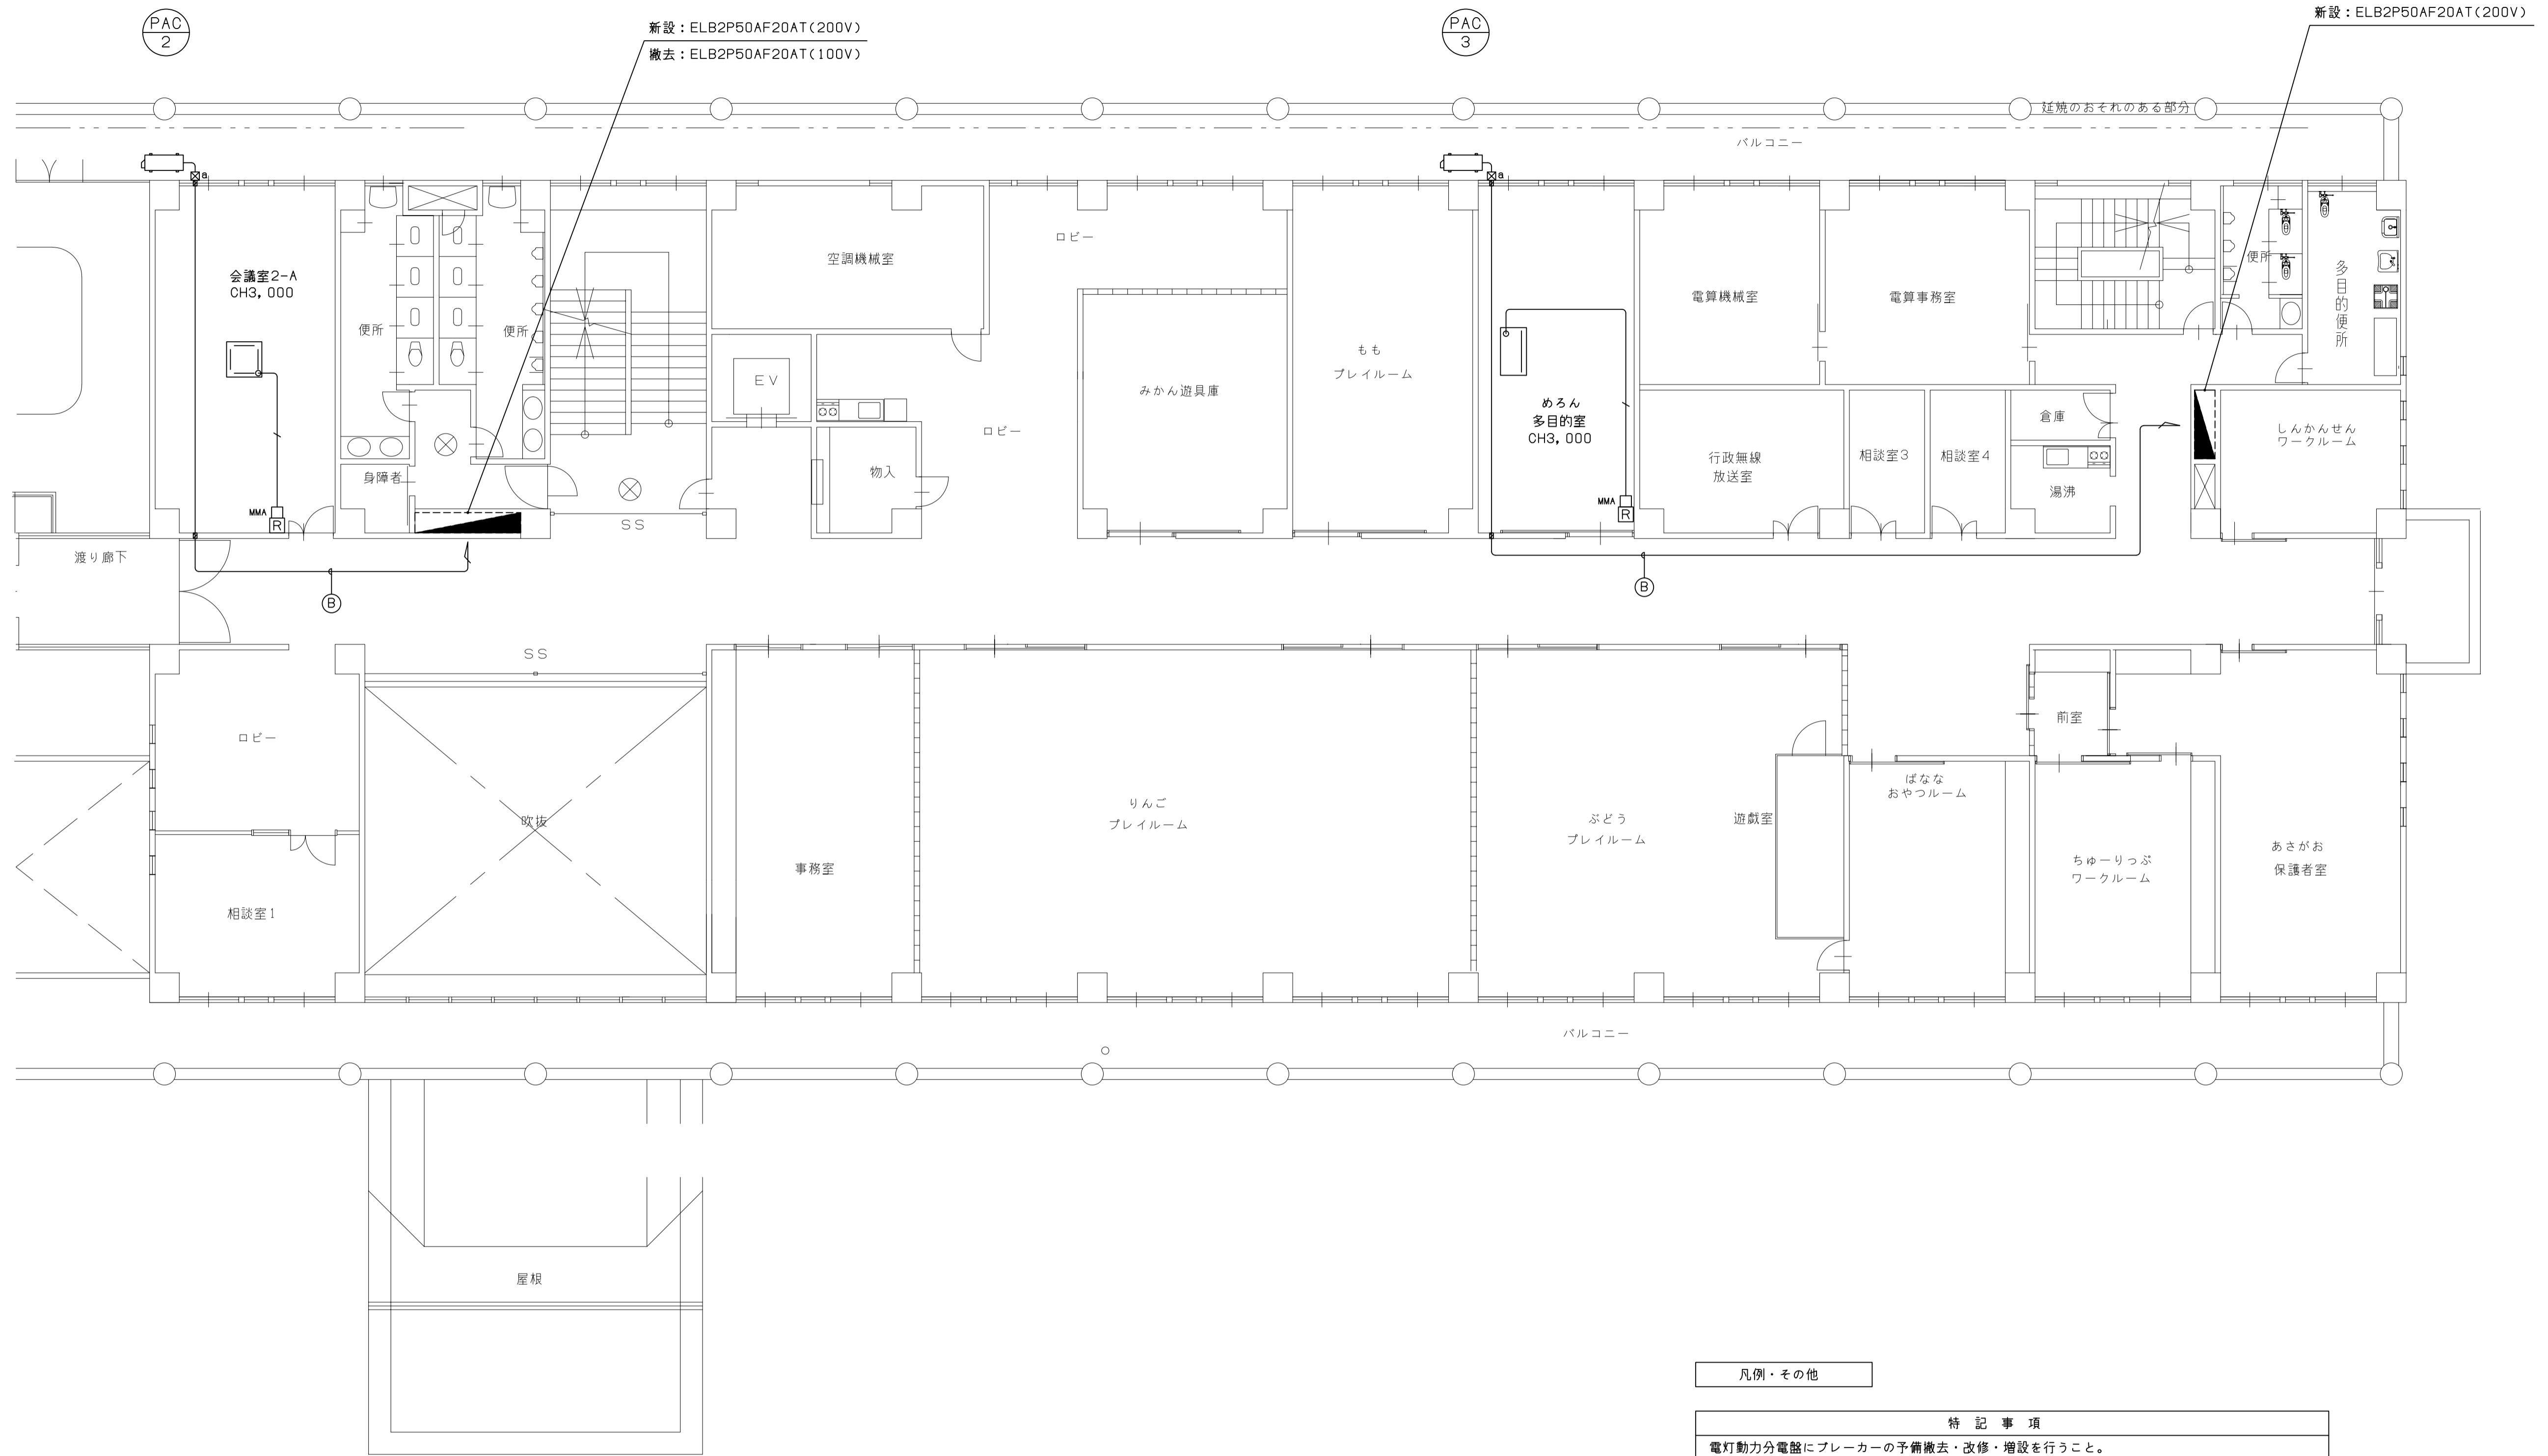 PAC
2
新設：ELB2P50AF20AT(200V)
撤去：ELB2P50AF20AT(100V)
PAC
3
新設：ELB2P50AF20AT(200V)
延焼のおそれのある部分
バルコニー
a
a
会議室2-A
CH3,000
便所
便所
空調機械室
ロビー
電算機械室
電算事務室
便所
多目的便所
EV
みかん遊具庫
もも
プレイルーム
めろん
多目的室
CH3,000
ロビー
倉庫
しんかんせん
ワークルーム
身障者
物入
行政無線
放送室
相談室3
相談室4
湯沸
MMA
R
MMA
R
SS
渡り廊下
B
B
SS
ロビー
前室
吹抜
りんご
プレイルーム
ぶどう
プレイルーム
遊戯室
ばなな
おやつルーム
事務室
ちゅーりっぷ
ワークルーム
あさがお
保護者室
相談室1
バルコニー
屋根
凡例・その他
特記事項
電灯動力分電盤にブレーカーの予備撤去・改修・増設を行うこと。